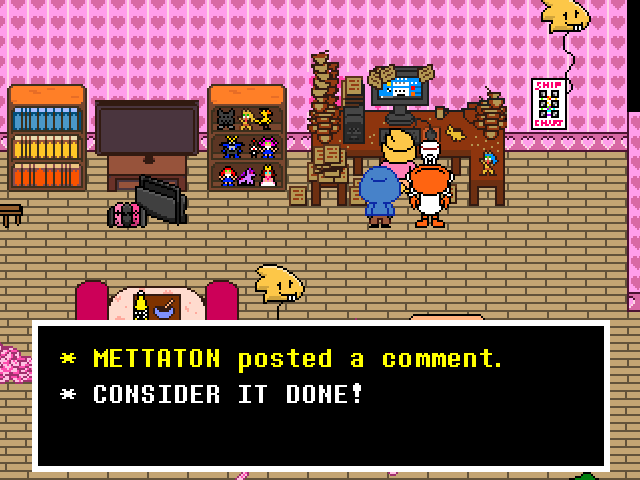 SHIP
CHART
* METTATON posted a comment.
* CONSIDER IT DONE!